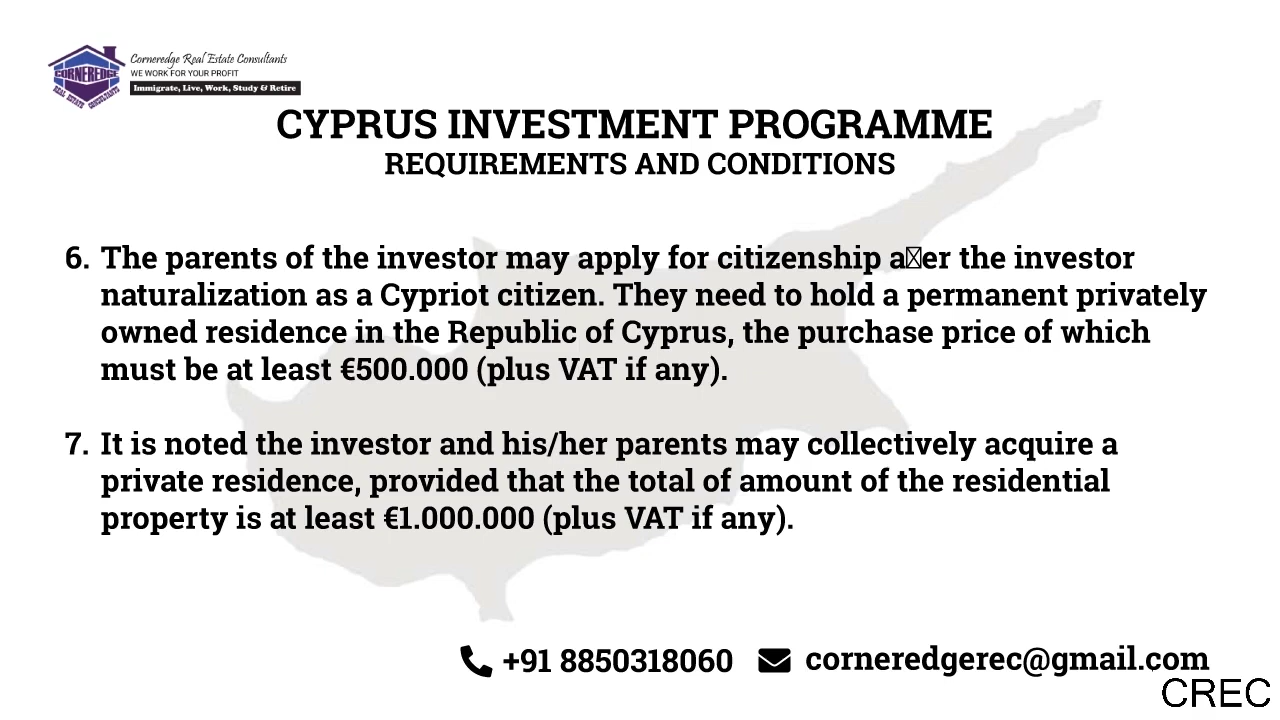 CORNEREDGE
REAL ESTATE CONSULTANTS
Corneredge Real Estate Consultants
WE WORK FOR YOUR PROFIT
Immigrate, Live, Work, Study & Retire
CYPRUS INVESTMENT PROGRAMME
REQUIREMENTS AND CONDITIONS
6. The parents of the investor may apply for citizenship a☒er the investor
naturalization as a Cypriot citizen. They need to hold a permanent privately
owned residence in the Republic of Cyprus, the purchase price of which
must be at least €500.000 (plus VAT if any).
7. It is noted the investor and his/her parents may collectively acquire a
private residence, provided that the total of amount of the residential
property is at least €1.000.000 (plus VAT if any).
+91 8850318060 corneredgerec@gmail.com
CREC